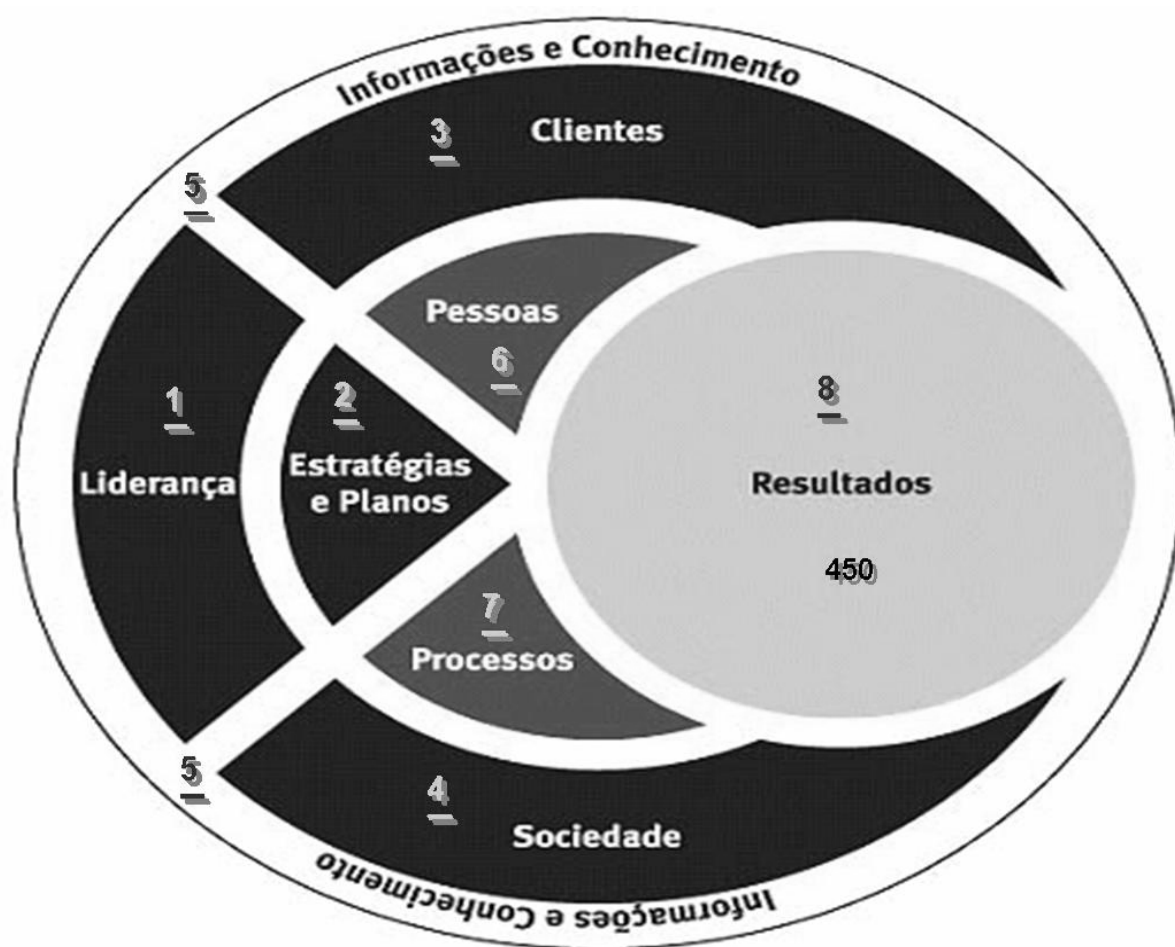 Informações e Conhecimento
3
Clientes
5
Pessoas
6
1
Liderança
2
Estratégias
e Planos
8
Resultados
450
7
Processos
5
4
Sociedade
Informações e Conhecimento